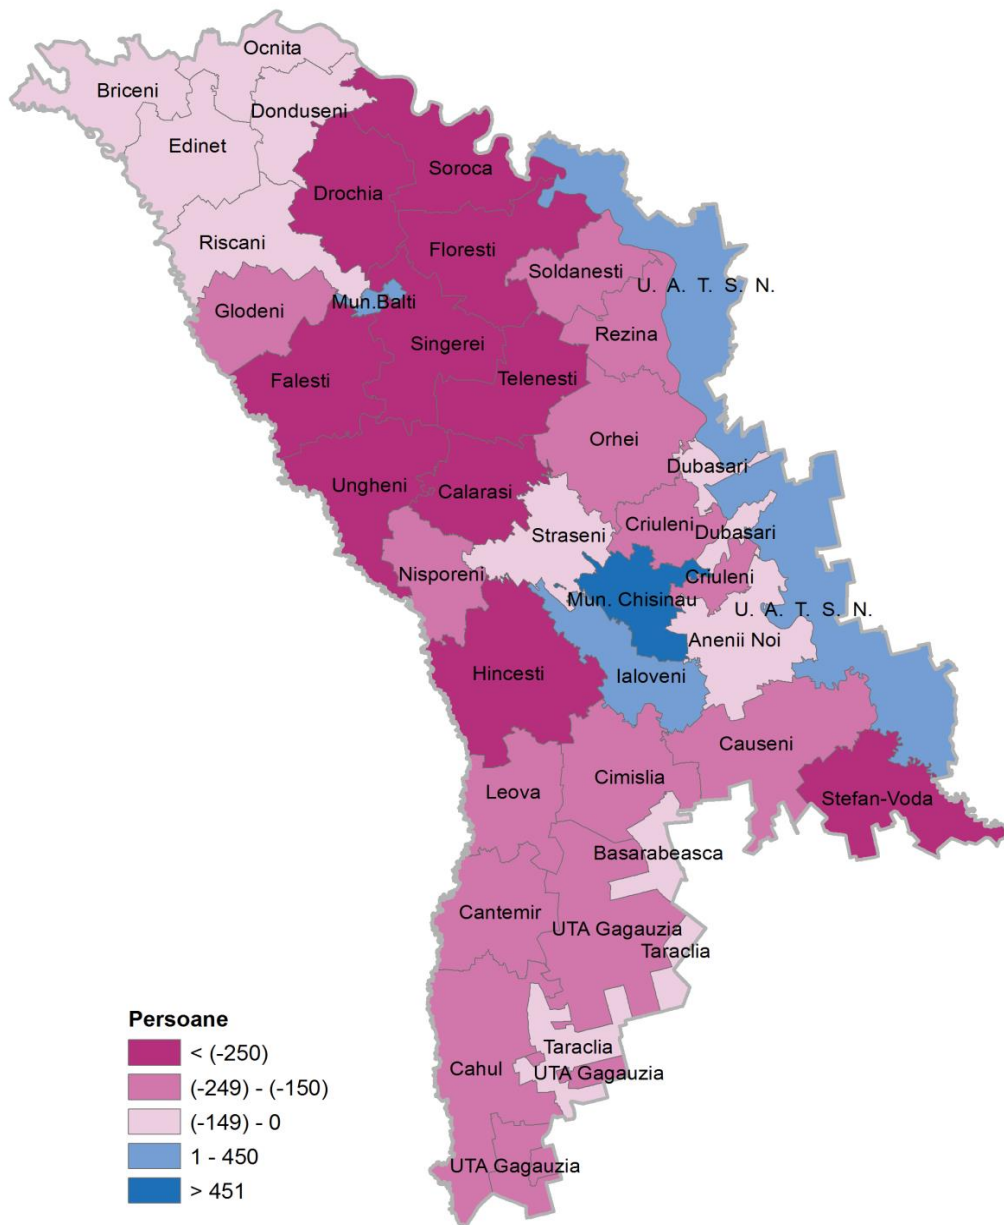 Ocnita
Briceni
Donduseni
Edinet
Soroca
Drochia
Riscani
Floresti
Soldanesti
U. A. T. S. N.
Mun.Balti
Glodeni
Rezina
Singerei
Falesti
Telenesti
Orhei
Dubasari
Ungheni
Calarasi
Criuleni
Straseni
Dubasari
Nisporeni
Criuleni
Mun. Chisinau
U. A. T. S. N.
Anenii Noi
Hincesti
Ialoveni
Causeni
Leova
Cimislia
Stefan-Voda
Basarabeasca
Cantemir
UTA Gagauzia
Taraclia
Persoane
< (-250)
(-249) - (-150)
(-149) - 0
1 - 450
> 451
Taraclia
Cahul
UTA Gagauzia
UTA Gagauzia